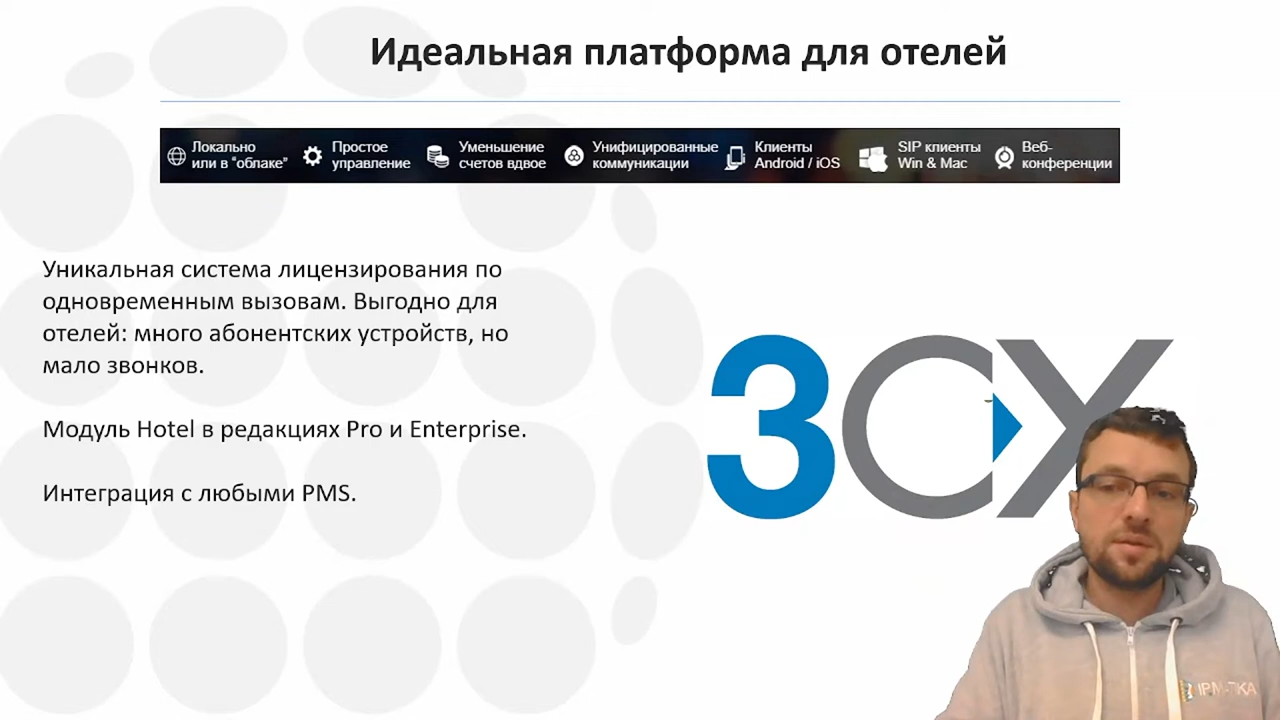 Идеальная платформа для отелей
Локально
или в “облаке”
Простое
управление
Уменьшение
счетов вдвое
Унифицированные
коммуникации
Клиенты
Android / iOS
SIP клиенты
Win & Mac
Веб-
конференции
Уникальная система лицензирования по
одновременным вызовам. Выгодно для
отелей: много абонентских устройств, но
мало звонков.
Модуль Hotel в редакциях Pro и Enterprise.
Интеграция с любыми PMS.
3CX
IPMATIKA